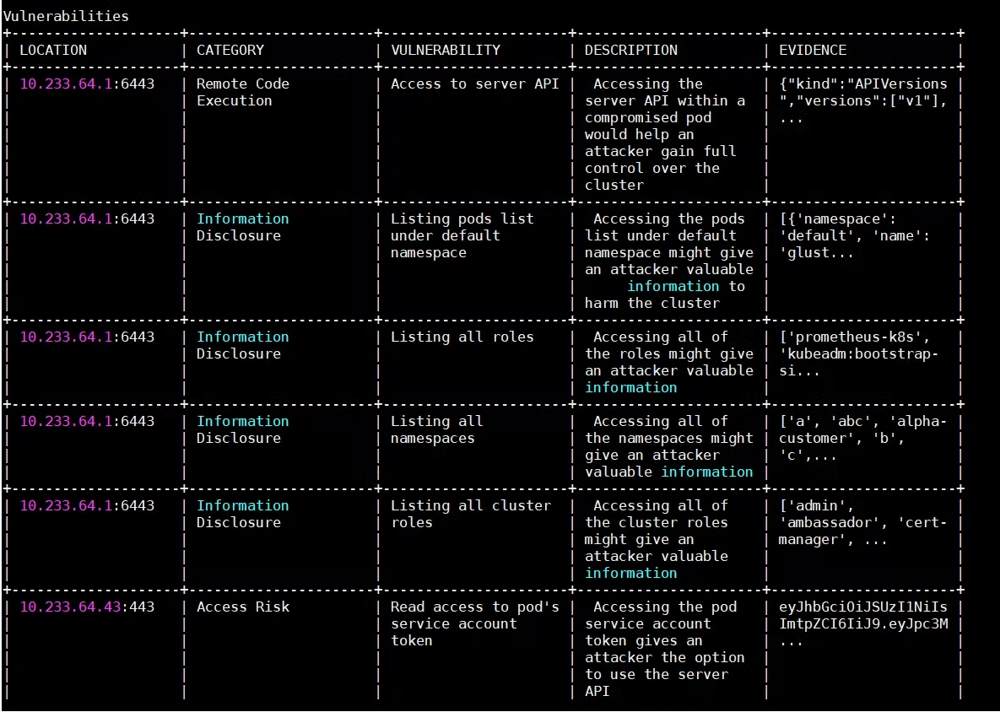 Vulnerabilities
+--------------------+----------------------+----------------------+----------------------+----------------------+
| LOCATION | CATEGORY | VULNERABILITY | DESCRIPTION | EVIDENCE |
+--------------------+----------------------+----------------------+----------------------+----------------------+
| 10.233.64.1:6443 | Remote Code | Access to server API | Accessing the | {"kind":"APIVersions |
| | Execution | | server API within a | ","versions":["v1"], |
| | | | compromised pod | ... |
| | | | would help an | |
| | | | attacker gain full | |
| | | | control over the | |
| | | | cluster | |
+--------------------+----------------------+----------------------+----------------------+----------------------+
| 10.233.64.1:6443 | Information | Listing pods list | Accessing the pods | [{'namespace': |
| | Disclosure | under default | list under default | 'default', 'name': |
| | | namespace | namespace might give | 'glust... |
| | | | an attacker valuable | |
| | | | information to | |
| | | | harm the cluster | |
+--------------------+----------------------+----------------------+----------------------+----------------------+
| 10.233.64.1:6443 | Information | Listing all roles | Accessing all of | ['prometheus-k8s', |
| | Disclosure | | the roles might give | 'kubeadm:bootstrap- |
| | | | an attacker valuable | si... |
| | | | information | |
+--------------------+----------------------+----------------------+----------------------+----------------------+
| 10.233.64.1:6443 | Information | Listing all | Accessing all of | ['a', 'abc', 'alpha- |
| | Disclosure | namespaces | the namespaces might | customer', 'b', |
| | | | give an attacker | 'c',... |
| | | | valuable information | |
+--------------------+----------------------+----------------------+----------------------+----------------------+
| 10.233.64.1:6443 | Information | Listing all cluster | Accessing all of | ['admin', |
| | Disclosure | roles | the cluster roles | 'ambassador', 'cert- |
| | | | might give an | manager', ... |
| | | | attacker valuable | |
| | | | information | |
+--------------------+----------------------+----------------------+----------------------+----------------------+
| 10.233.64.43:443 | Access Risk | Read access to pod's | Accessing the pod | eyJhbGciOiJSUzI1NiIs |
| | | service account | service account | ImtpZCI6IiJ9.eyJpc3M |
| | | token | token gives an | ... |
| | | | attacker the option | |
| | | | to use the server | |
| | | | API | |